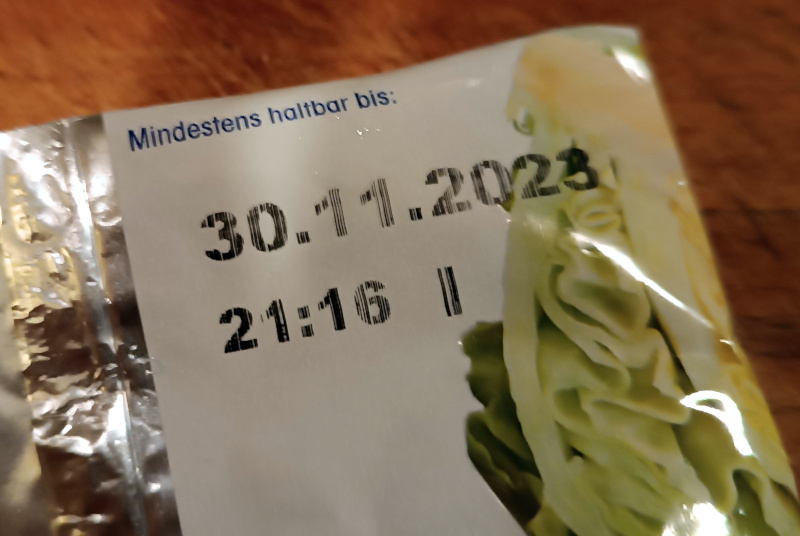 Mindestens haltbar bis:
30.11.2023
21:16 I